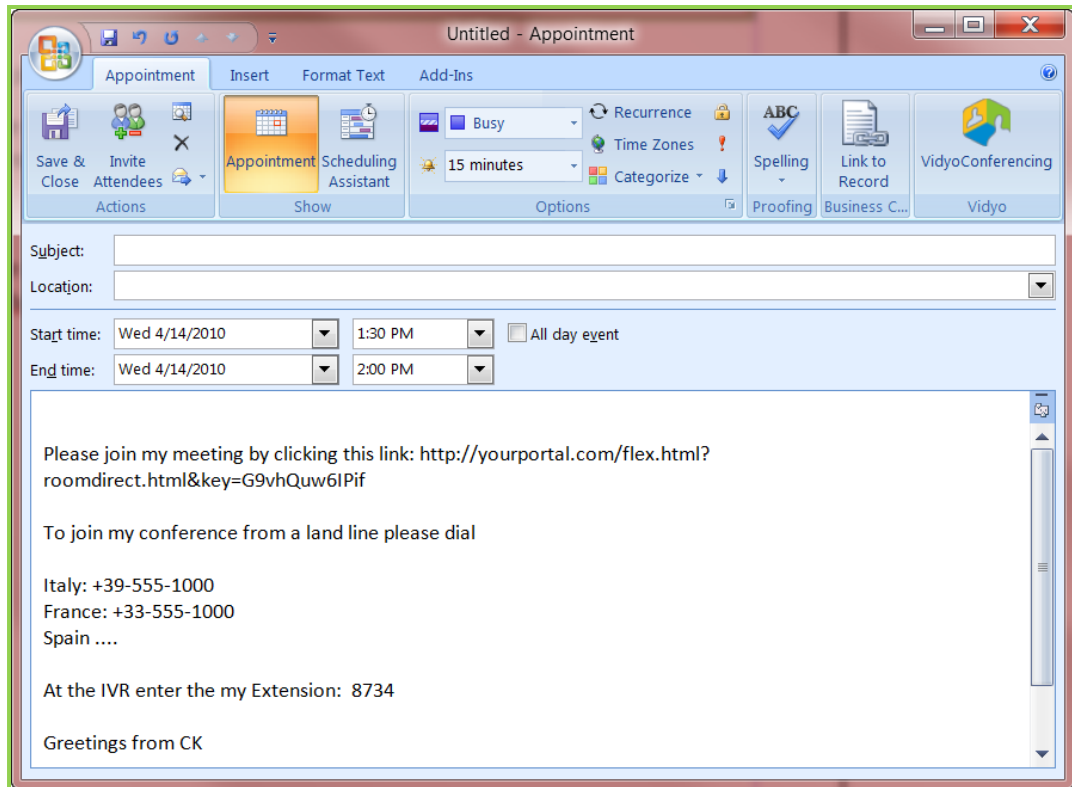 Untitled - Appointment
Appointment Insert Format Text Add-Ins
Save & Close
Invite Attendees
Actions
Appointment
Scheduling Assistant
Show
Busy
15 minutes
Recurrence
Time Zones
Categorize
Options
ABC
Spelling
Proofing
Link to Record
Business C...
VidyoConferencing
Vidyo
Subject:
Location:
Start time: Wed 4/14/2010 1:30 PM All day event
End time: Wed 4/14/2010 2:00 PM
Please join my meeting by clicking this link: http://yourportal.com/flex.html?
roomdirect.html&key=G9vhQuw6IPif
To join my conference from a land line please dial
Italy: +39-555-1000
France: +33-555-1000
Spain ....
At the IVR enter the my Extension:  8734
Greetings from CK